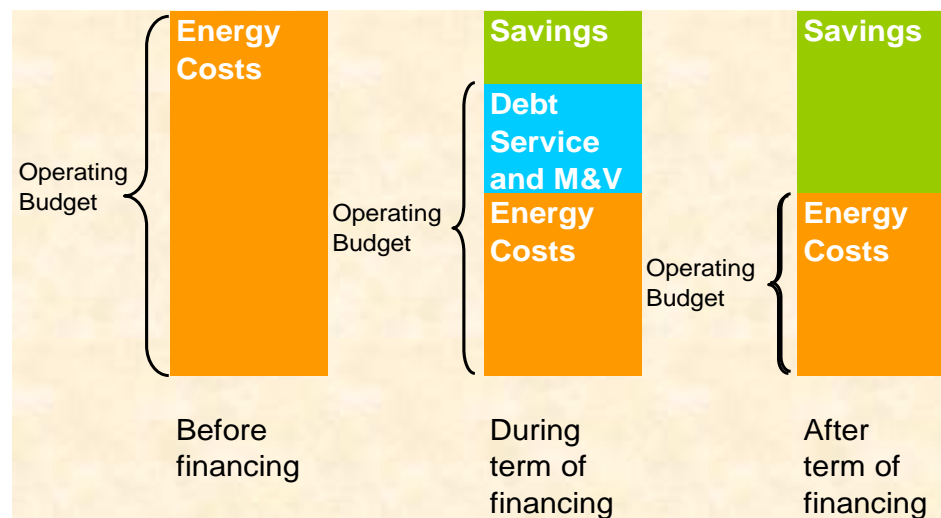 Energy
Costs
Operating
Budget
Before
financing
Savings
Debt
Service
and M&V
Energy
Costs
Operating
Budget
During
term of
financing
Savings
Energy
Costs
Operating
Budget
After
term of
financing